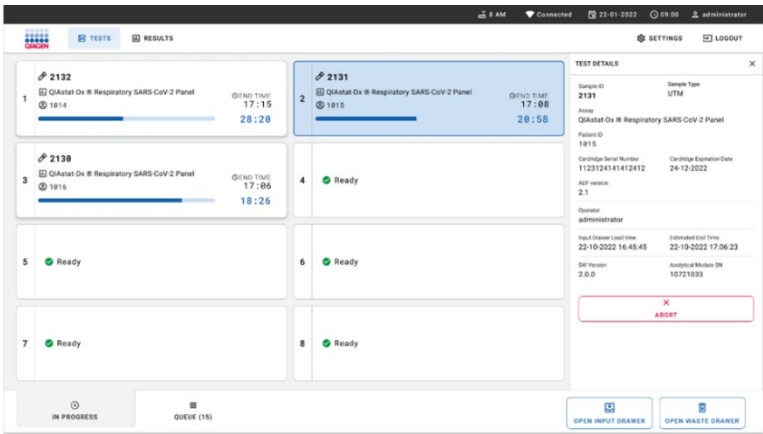 8 AM Connected 22-01-2022 09:00 administrator
QIAGEN TESTS RESULTS SETTINGS LOGOUT
1
2132
QIAstat-Dx ® Respiratory SARS-CoV-2 Panel
1014
END TIME
17:15
28:20
2
2131
QIAstat-Dx ® Respiratory SARS-CoV-2 Panel
1015
END TIME
17:08
20:58
3
2130
QIAstat-Dx ® Respiratory SARS-CoV-2 Panel
1016
END TIME
17:06
18:26
4 Ready
5 Ready
6 Ready
7 Ready
8 Ready
TEST DETAILS
Sample ID Sample Type
2131 UTM
Assay
QIAstat-Dx ® Respiratory SARS-CoV-2 Panel
Patient ID
1015
Cartridge Serial Number Cartridge Expiration Date
1123124141412412 24-12-2022
ADF version
2.1
Operator
administrator
Input Drawer Load time Estimated End Time
22-10-2022 16:45:45 22-10-2022 17:06:23
SW Version Analytical Module SN
2.0.0 10721033
ABORT
IN PROGRESS QUEUE (15)
OPEN INPUT DRAWER OPEN WASTE DRAWER